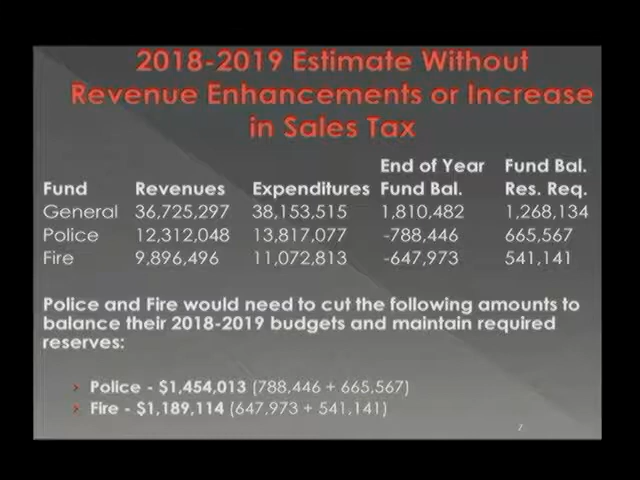 2018-2019 Estimate Without
Revenue Enhancements or Increase
in Sales Tax
End of Year Fund Bal.
Fund Revenues Expenditures Fund Bal. Res. Req.
General 36,725,297 38,153,515 1,810,482 1,268,134
Police 12,312,048 13,817,077 -788,446 665,567
Fire 9,896,496 11,072,813 -647,973 541,141
Police and Fire would need to cut the following amounts to
balance their 2018-2019 budgets and maintain required
reserves:
› Police - $1,454,013 (788,446 + 665,567)
› Fire - $1,189,114 (647,973 + 541,141)
7